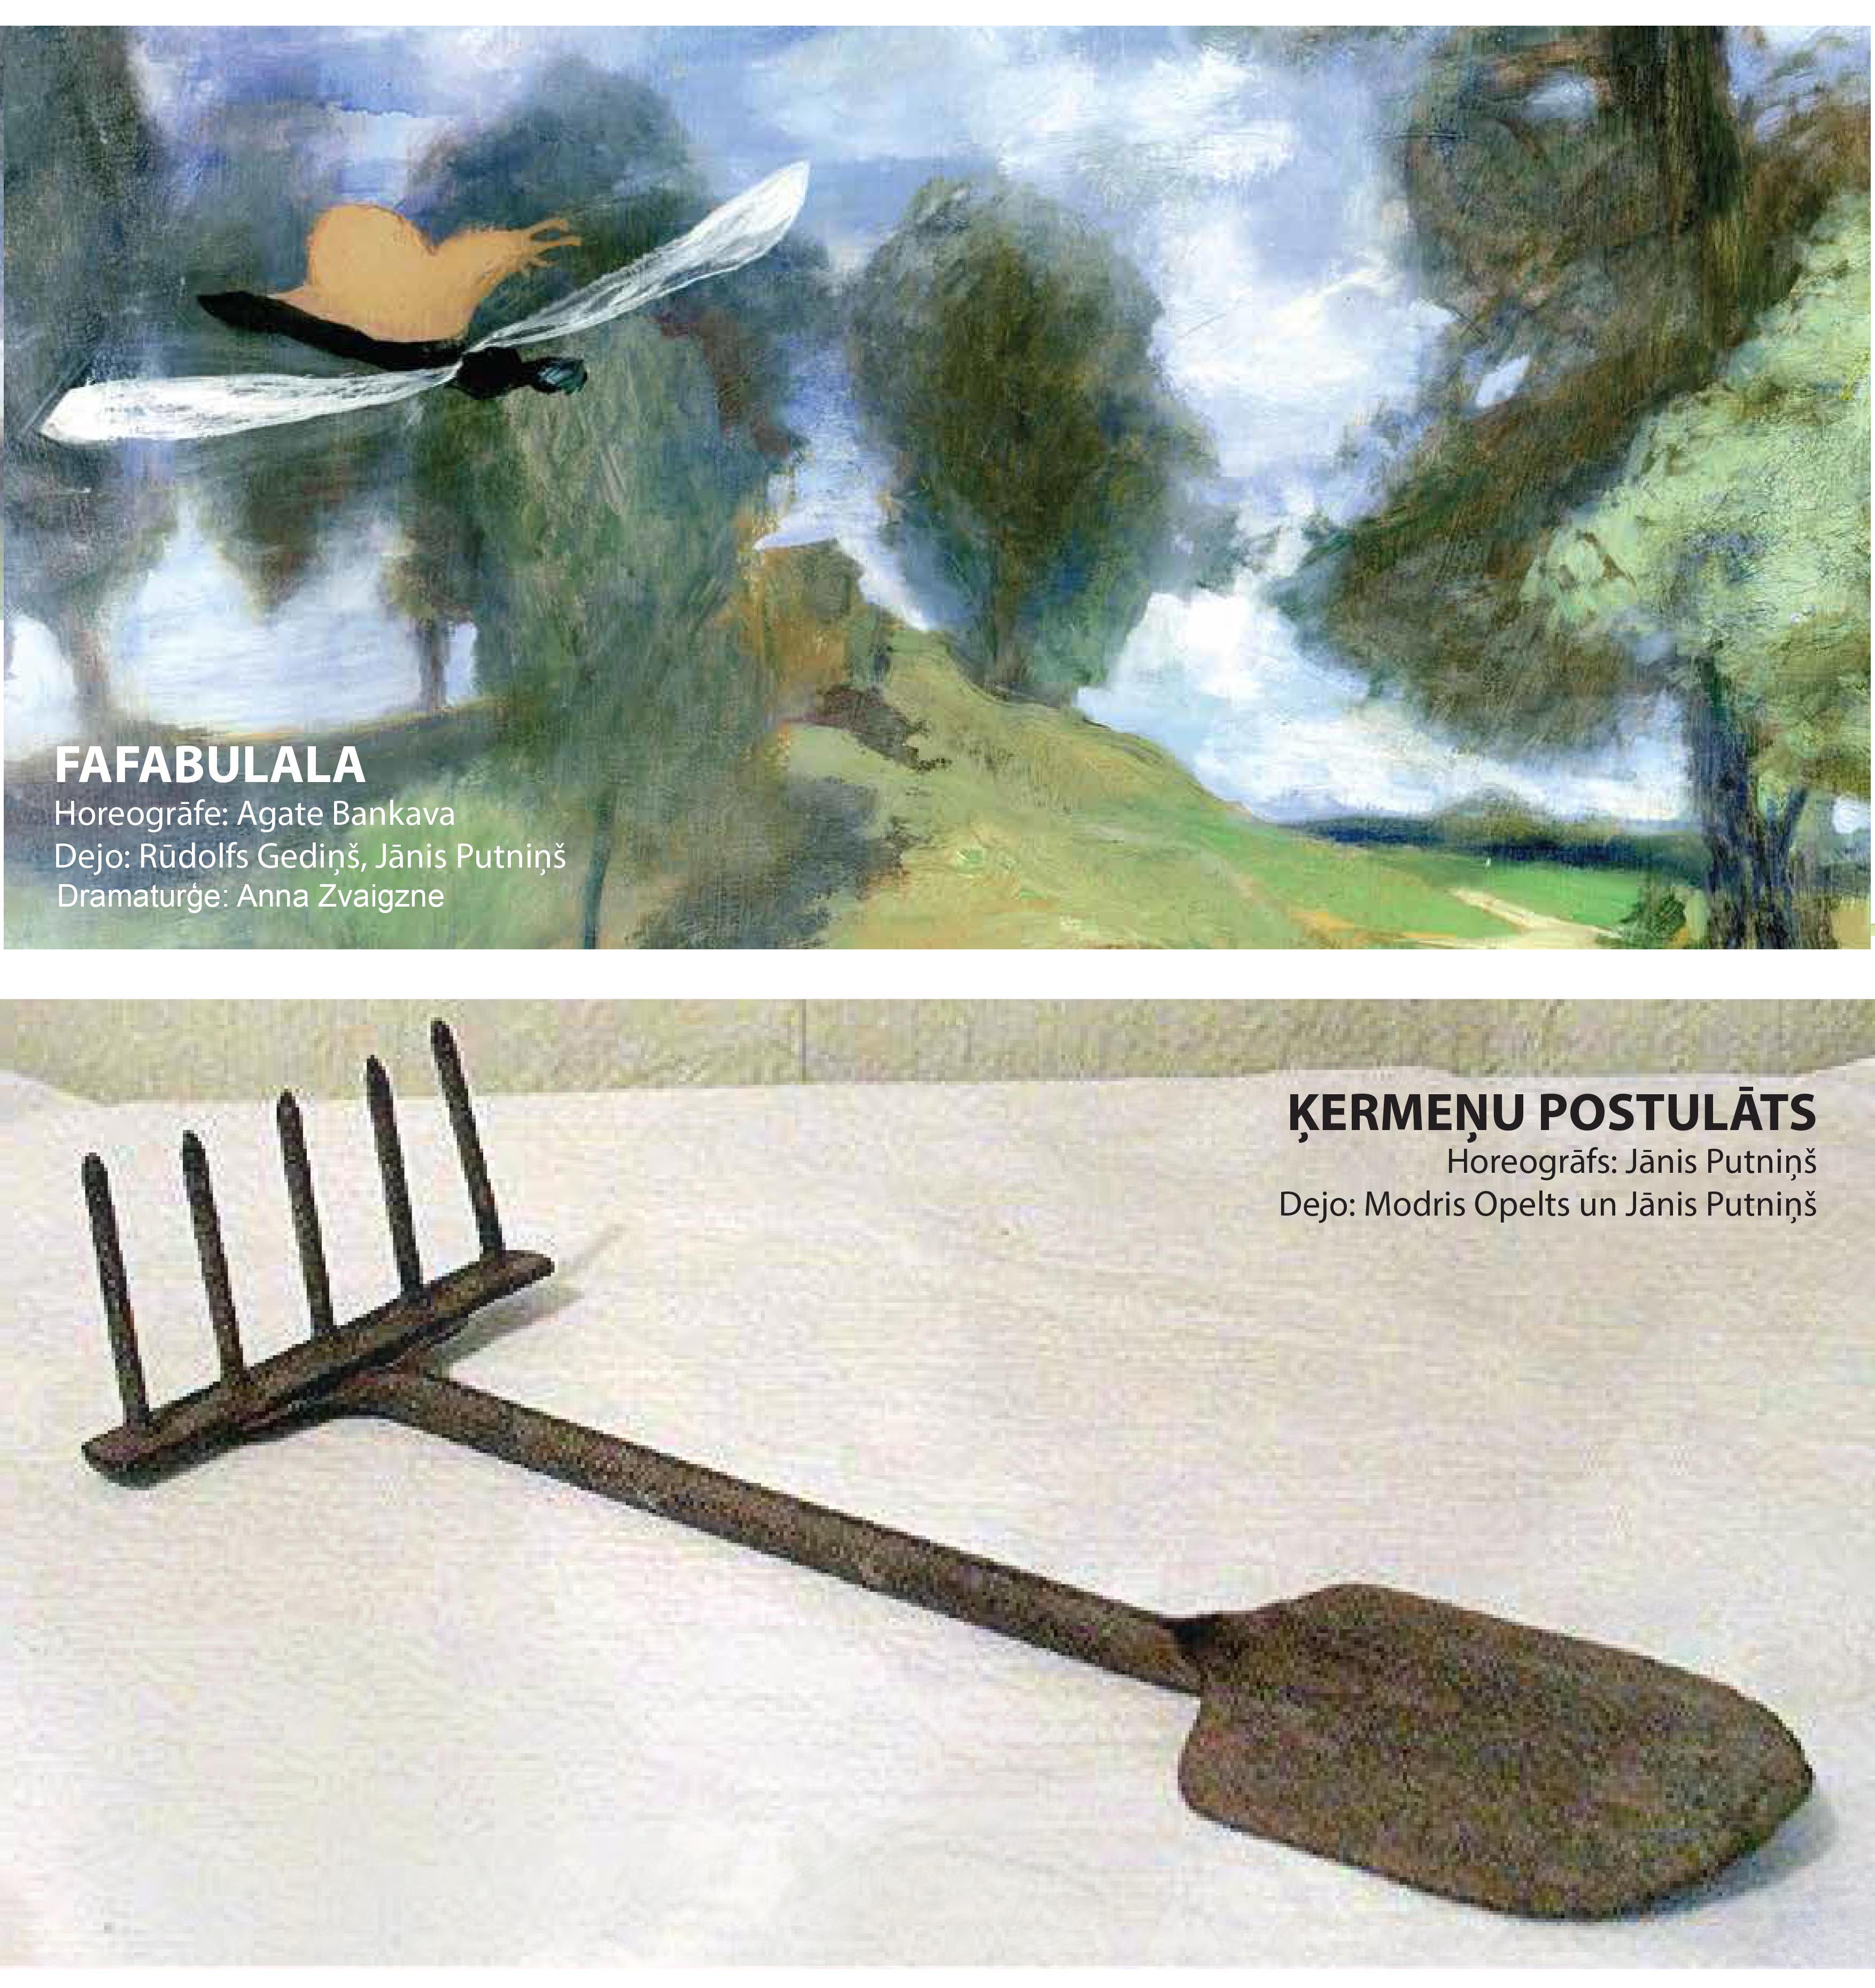 FAFABULALA
Horeogrāfe: Agate Bankava
Dejo: Rūdolfs Gediņš, Jānis Putniņš
Dramaturģe: Anna Zvaigzne
ĶERMEŅU POSTULĀTS
Horeogrāfs: Jānis Putniņš
Dejo: Modris Opelts un Jānis Putniņš